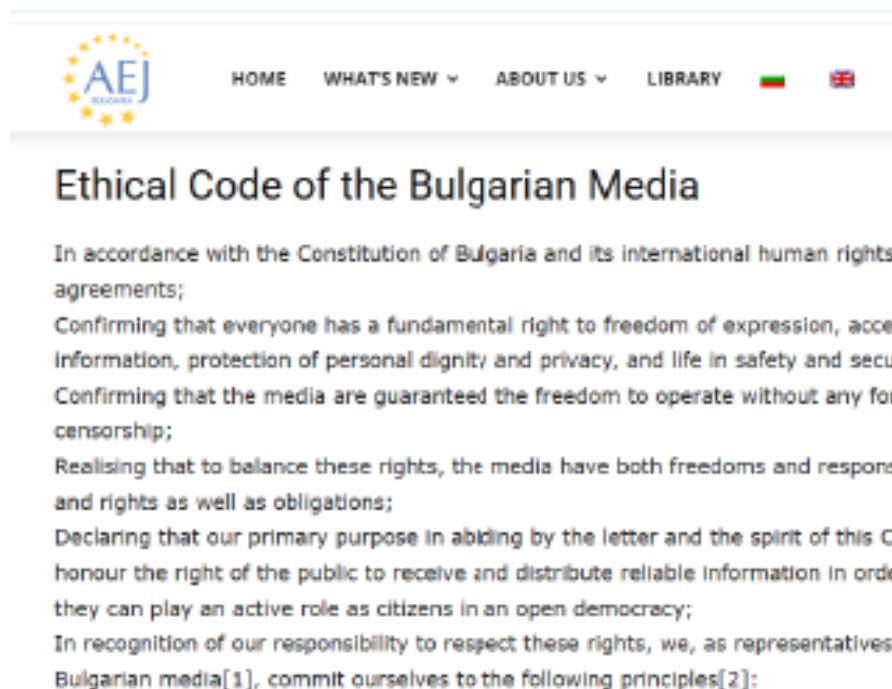 AEJ
BULGARIA
HOME WHAT'S NEW ABOUT US LIBRARY
Ethical Code of the Bulgarian Media
In accordance with the Constitution of Bulgaria and its international human rights
agreements;
Confirming that everyone has a fundamental right to freedom of expression, acce
information, protection of personal dignity and privacy, and life in safety and secu
Confirming that the media are guaranteed the freedom to operate without any for
censorship;
Realising that to balance these rights, the media have both freedoms and respons
and rights as well as obligations;
Declaring that our primary purpose in abiding by the letter and the spirit of this C
honour the right of the public to receive and distribute reliable information in orde
they can play an active role as citizens in an open democracy;
In recognition of our responsibility to respect these rights, we, as representatives
Bulgarian media[1], commit ourselves to the following principles[2]: